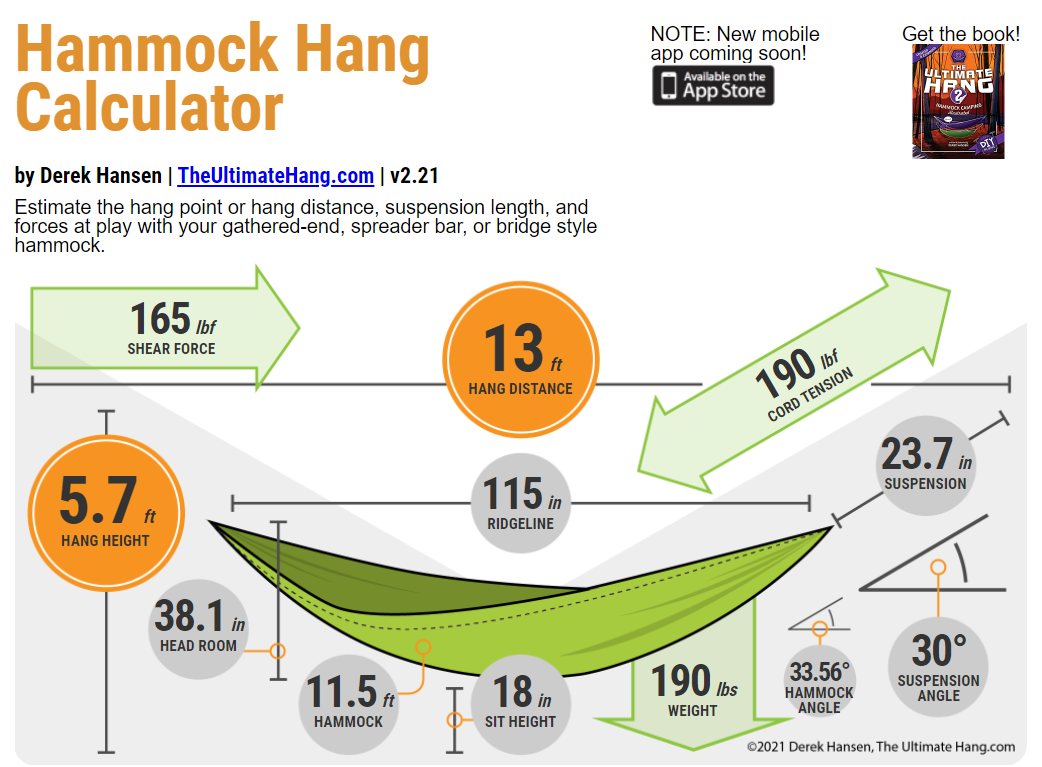 Hammock Hang
Calculator
NOTE: New mobile
app coming soon!
Available on the
App Store
Get the book!
THE
ULTIMATE
HANG
2
HAMMOCK CAMPING
Illustrated
DIY
by Derek Hansen | TheUltimateHang.com | v2.21
Estimate the hang point or hang distance, suspension length, and
forces at play with your gathered-end, spreader bar, or bridge style
hammock.
165 lbf
SHEAR FORCE
13 ft
HANG DISTANCE
190 lbf
CORD TENSION
5.7 ft
HANG HEIGHT
115 in
RIDGELINE
23.7 in
SUSPENSION
38.1 in
HEAD ROOM
11.5 ft
HAMMOCK
18 in
SIT HEIGHT
190 lbs
WEIGHT
33.56°
HAMMOCK
ANGLE
30°
SUSPENSION
ANGLE
©2021 Derek Hansen, The Ultimate Hang.com